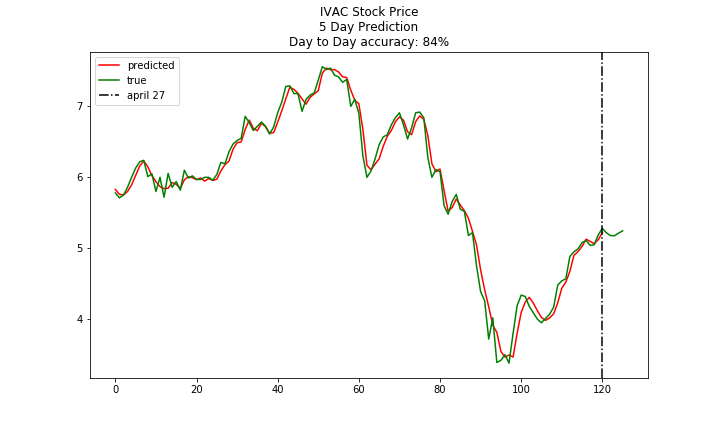 IVAC Stock Price
5 Day Prediction
Day to Day accuracy: 84%
predicted
true
april 27
7
6
5
4
0
20
40
60
80
100
120